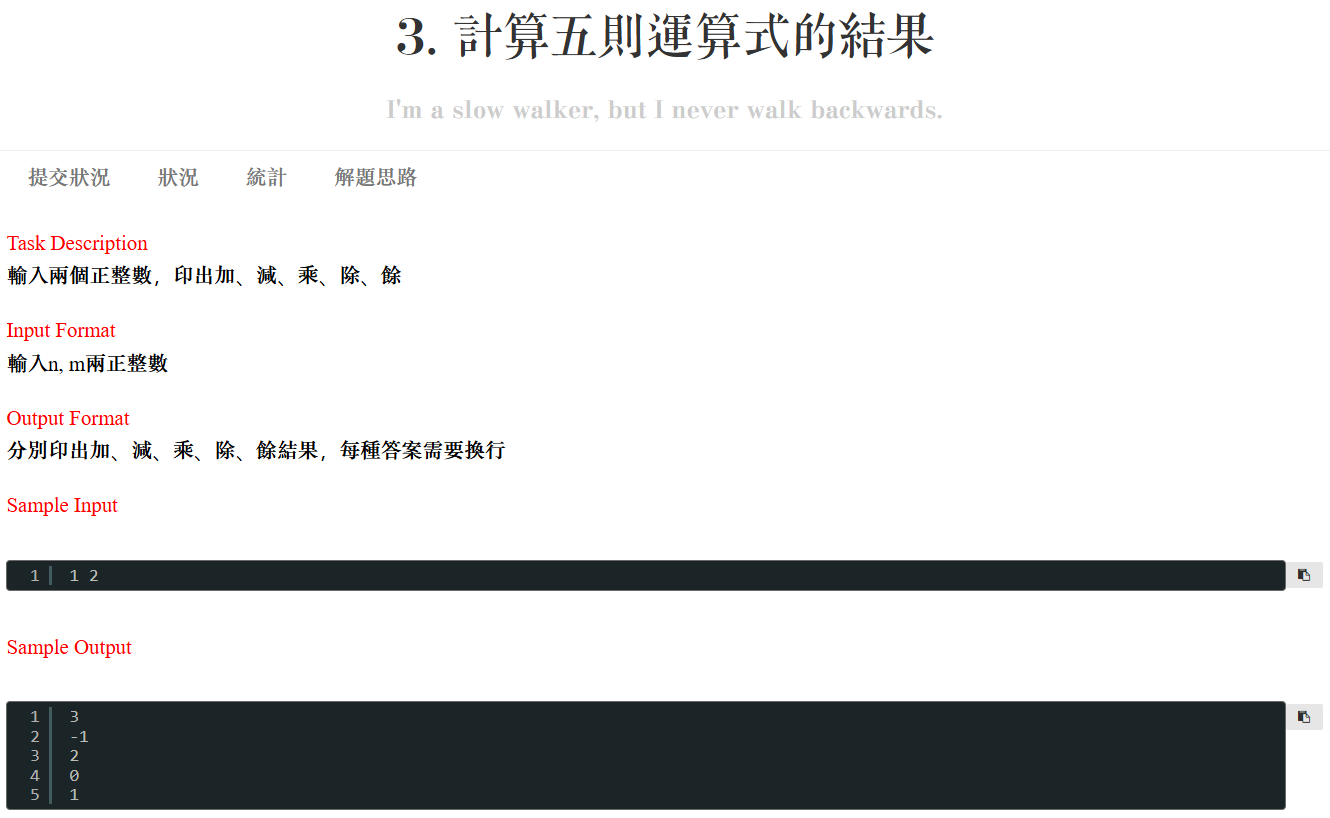 3. 計算五則運算式的結果
I'm a slow walker, but I never walk backwards.
提交狀況 狀況 統計 解題思路
Task Description
輸入兩個正整數，印出加、減、乘、除、餘
Input Format
輸入n, m兩正整數
Output Format
分別印出加、減、乘、除、餘結果，每種答案需要換行
Sample Input
1 1 2
Sample Output
1 3
2 -1
3 2
4 0
5 1